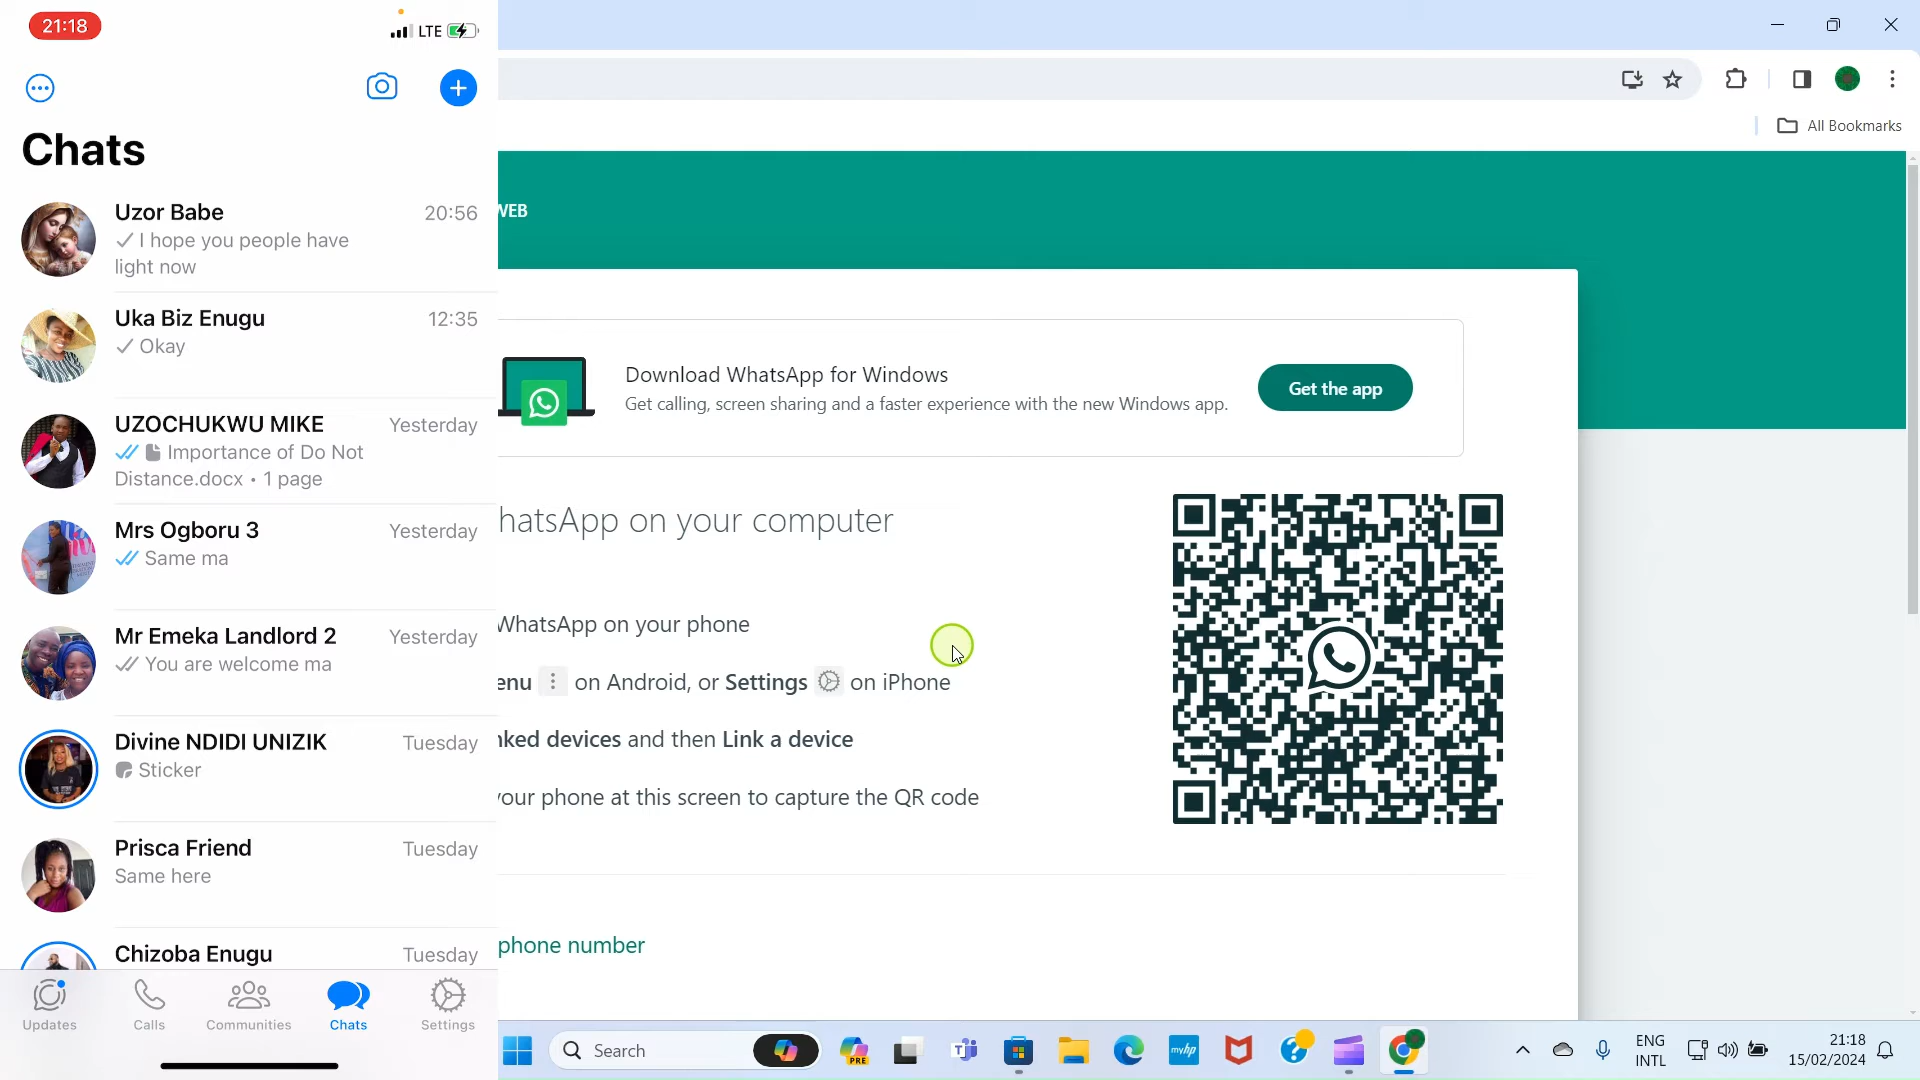 21:18
LTE
Chats
Uzor Babe 20:56
I hope you people have
light now
Uka Biz Enugu 12:35
Okay
UZOCHUKWU MIKE Yesterday
Importance of Do Not
Distance.docx • 1 page
Mrs Ogboru 3 Yesterday
Same ma
Mr Emeka Landlord 2 Yesterday
You are welcome ma
Divine NDIDI UNIZIK Tuesday
Sticker
Prisca Friend Tuesday
Same here
Chizoba Enugu Tuesday
Updates Calls Communities Chats Settings
All Bookmarks
WEB
Download WhatsApp for Windows
Get calling, screen sharing and a faster experience with the new Windows app.
Get the app
hatsApp on your computer
WhatsApp on your phone
enu on Android, or Settings on iPhone
nked devices and then Link a device
your phone at this screen to capture the QR code
phone number
Search
PRE
myhp
ENG
INTL
21:18
15/02/2024